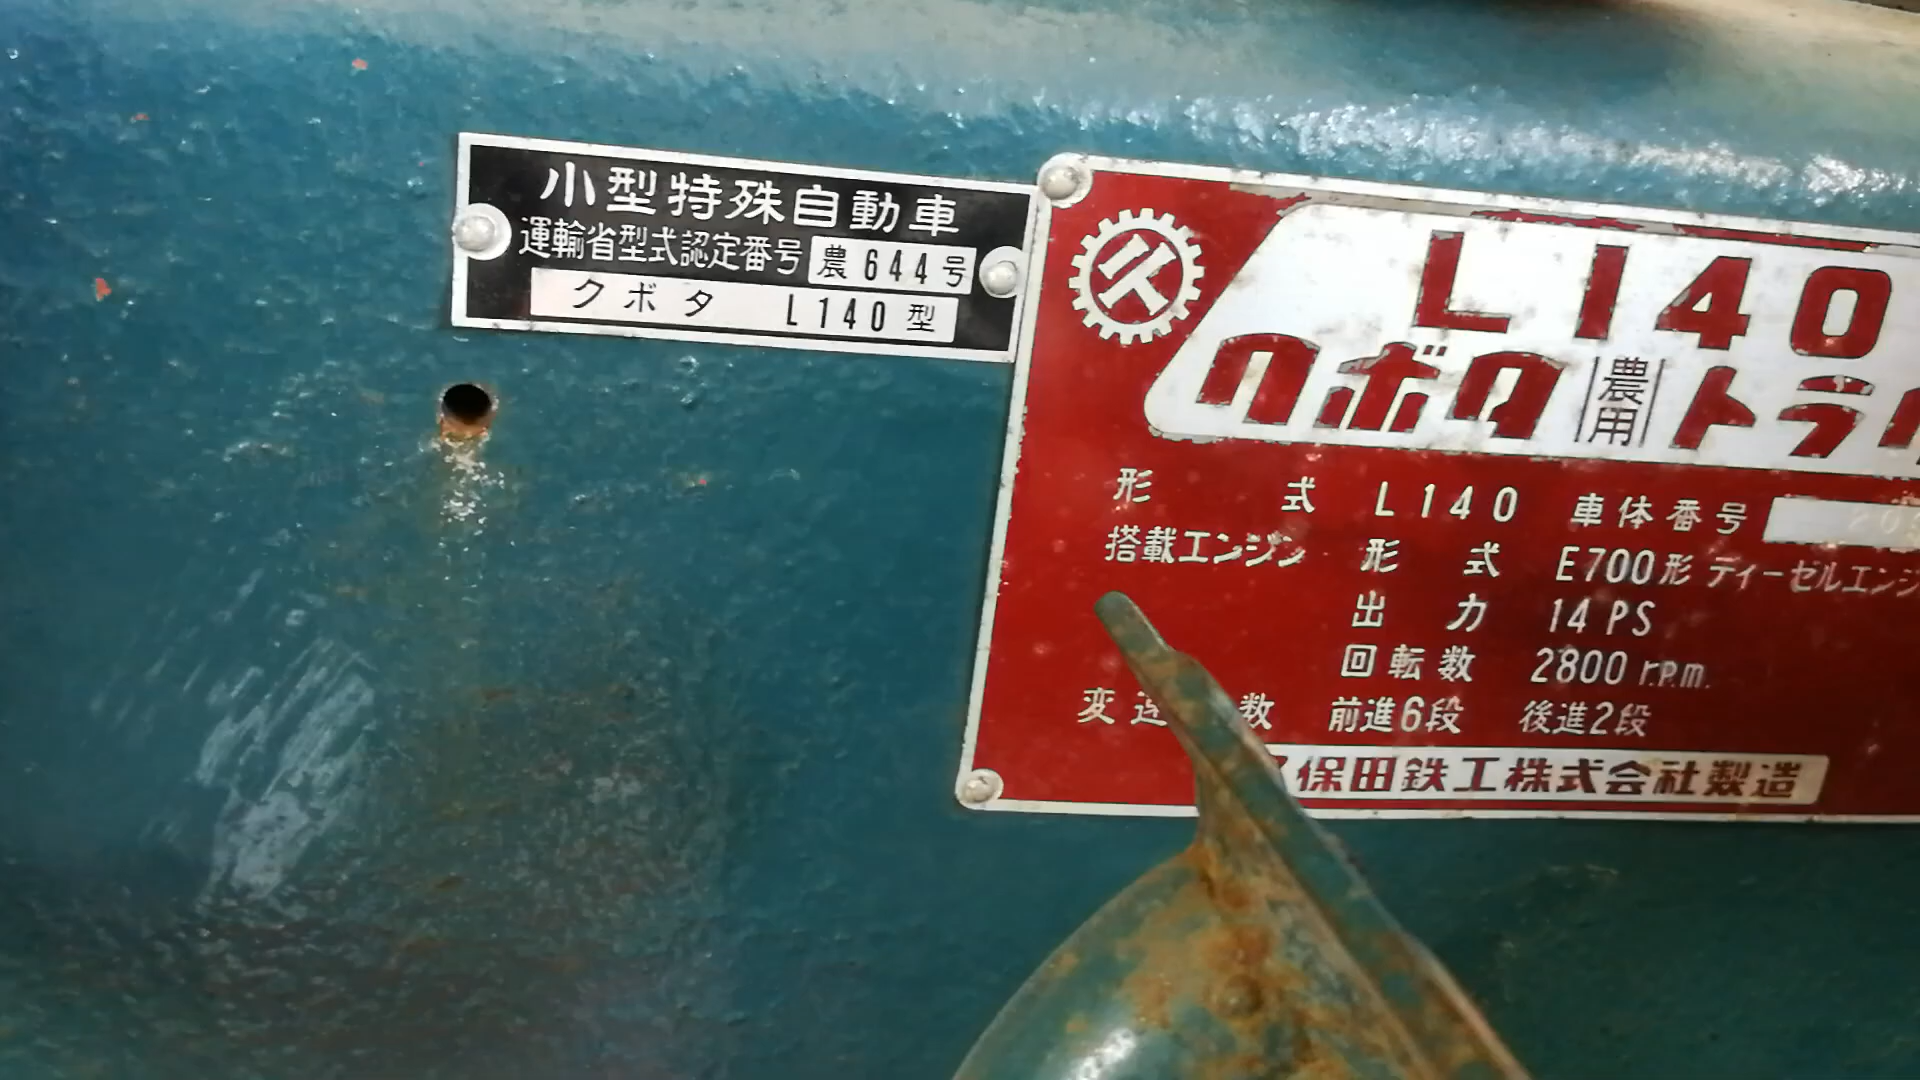 小型特殊自動車
運輸省型式認定番号 農644号
クボタ L140型
L140
クボタ 農用 トラ
形式 L140 車体番号
搭載エンジン 形式 E700形 ディーゼルエンジ
出力 14PS
回転数 2800 r.p.m.
変速 数 前進6段 後進2段
保田鉄工株式会社製造